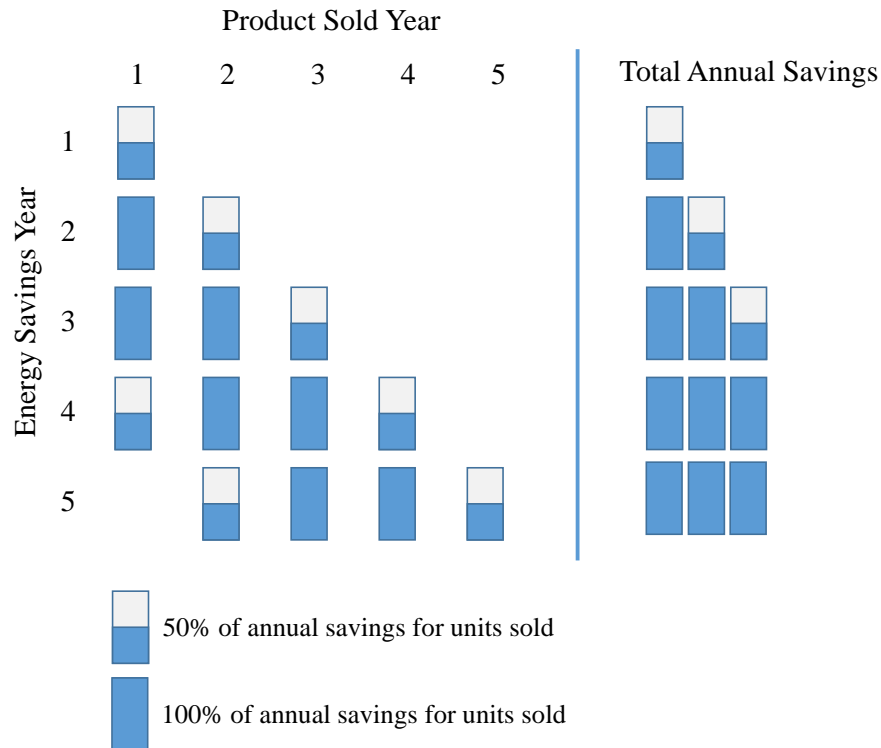 Product Sold Year
1 2 3 4 5
Total Annual Savings
Energy Savings Year
1
2
3
4
5
50% of annual savings for units sold
100% of annual savings for units sold